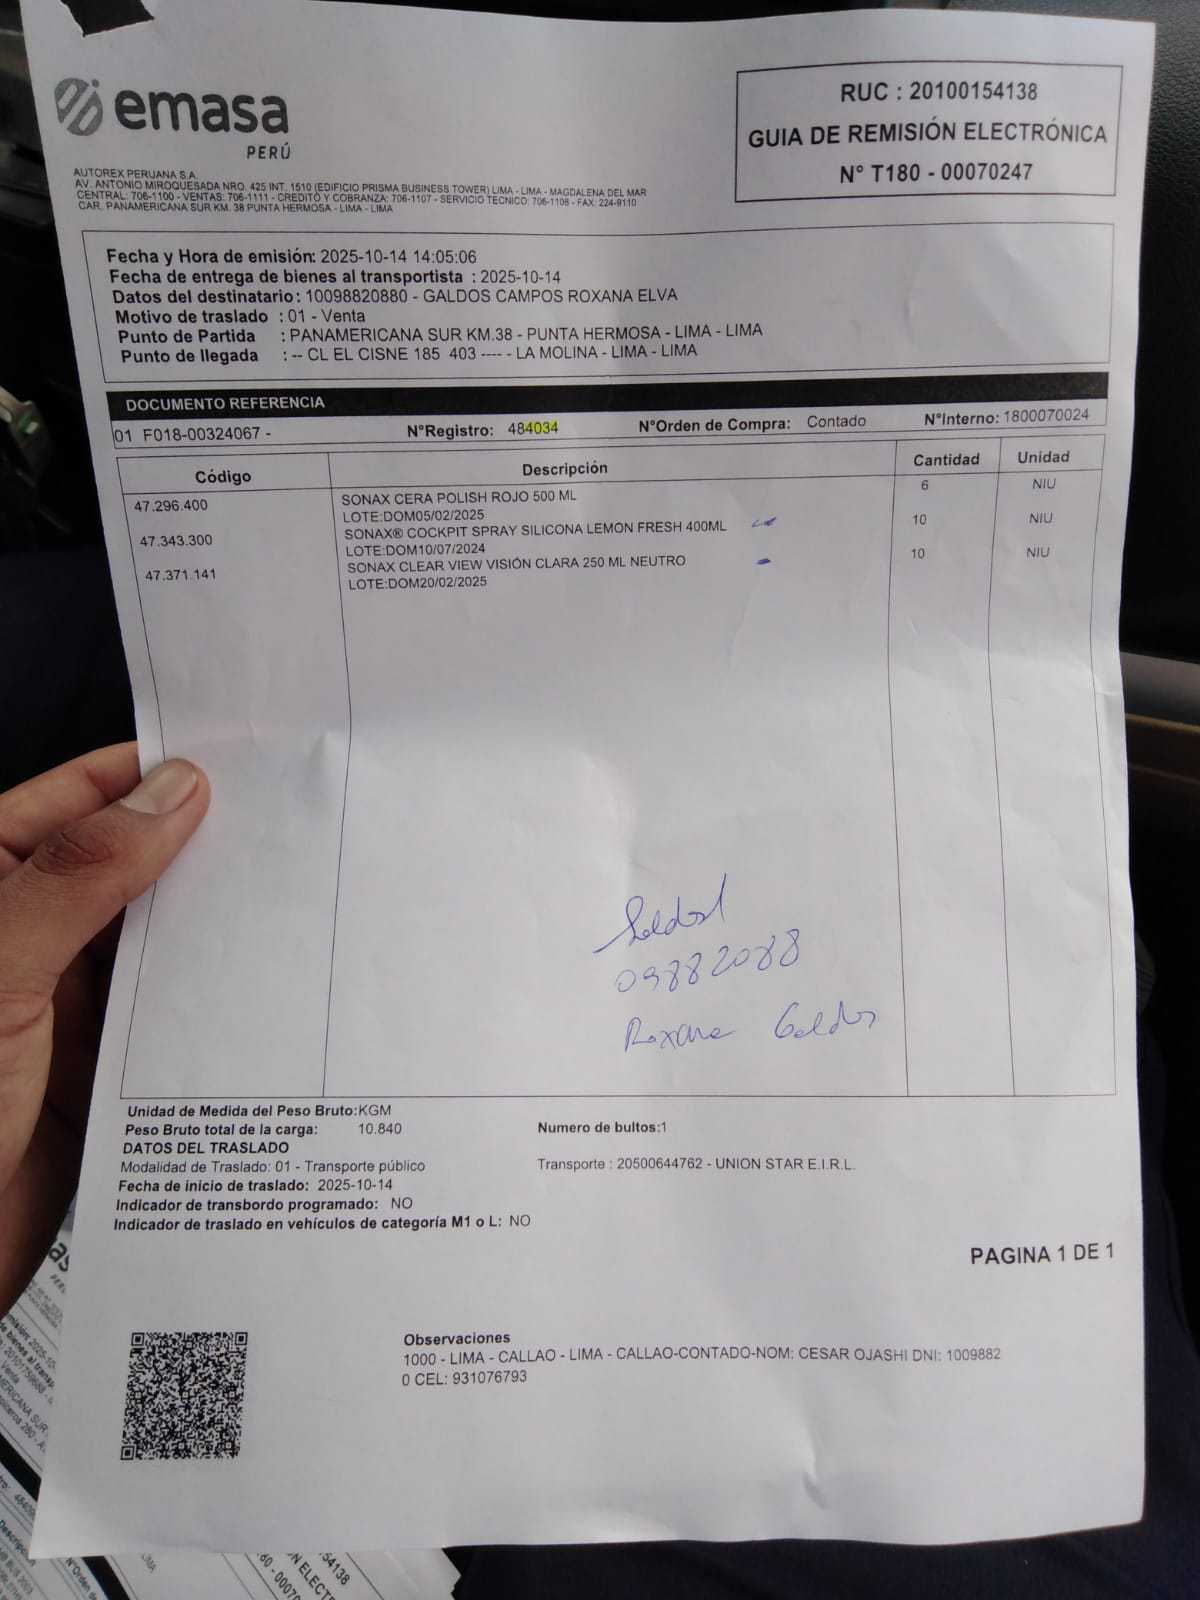 emasa
PERÚ
RUC : 20100154138
GUIA DE REMISIÓN ELECTRÓNICA
N° T180 - 00070247
AUTOREX PERUANA S.A.
AV. ANTONIO MIROQUESADA NRO. 425 INT. 1510 (EDIFICIO PRISMA BUSINESS TOWER) LIMA - LIMA - MAGDALENA DEL MAR
CENTRAL: 706-1100 - VENTAS: 706-1111 - CREDITO Y COBRANZA: 706-1107 - SERVICIO TECNICO: 706-1108 - FAX: 224-9110
CAR. PANAMERICANA SUR KM. 38 PUNTA HERMOSA - LIMA - LIMA
Fecha y Hora de emisión: 2025-10-14 14:05:06
Fecha de entrega de bienes al transportista : 2025-10-14
Datos del destinatario : 10098820880 - GALDOS CAMPOS ROXANA ELVA
Motivo de traslado : 01 - Venta
Punto de Partida : PANAMERICANA SUR KM.38 - PUNTA HERMOSA - LIMA - LIMA
Punto de llegada : -- CL EL CISNE 185 403 ---- - LA MOLINA - LIMA - LIMA
DOCUMENTO REFERENCIA
01 F018-00324067 - N°Registro: 484034 N°Orden de Compra: Contado N°Interno: 1800070024
Código Descripción Cantidad Unidad
47.296.400 SONAX CERA POLISH ROJO 500 ML 6 NIU
LOTE:DOM05/02/2025
47.343.300 SONAX® COCKPIT SPRAY SILICONA LEMON FRESH 400ML 10 NIU
LOTE:DOM10/07/2024
47.371.141 SONAX CLEAR VIEW VISIÓN CLARA 250 ML NEUTRO 10 NIU
LOTE:DOM20/02/2025
09882088
Roxana Galdos
Unidad de Medida del Peso Bruto:KGM
Peso Bruto total de la carga: 10.840 Numero de bultos:1
DATOS DEL TRASLADO
Modalidad de Traslado: 01 - Transporte público Transporte : 20500644762 - UNION STAR E.I.R.L.
Fecha de inicio de traslado: 2025-10-14
Indicador de transbordo programado: NO
Indicador de traslado en vehículos de categoría M1 o L: NO
PAGINA 1 DE 1
Observaciones
1000 - LIMA - CALLAO - LIMA - CALLAO-CONTADO-NOM: CESAR OJASHI DNI: 1009882
0 CEL: 931076793